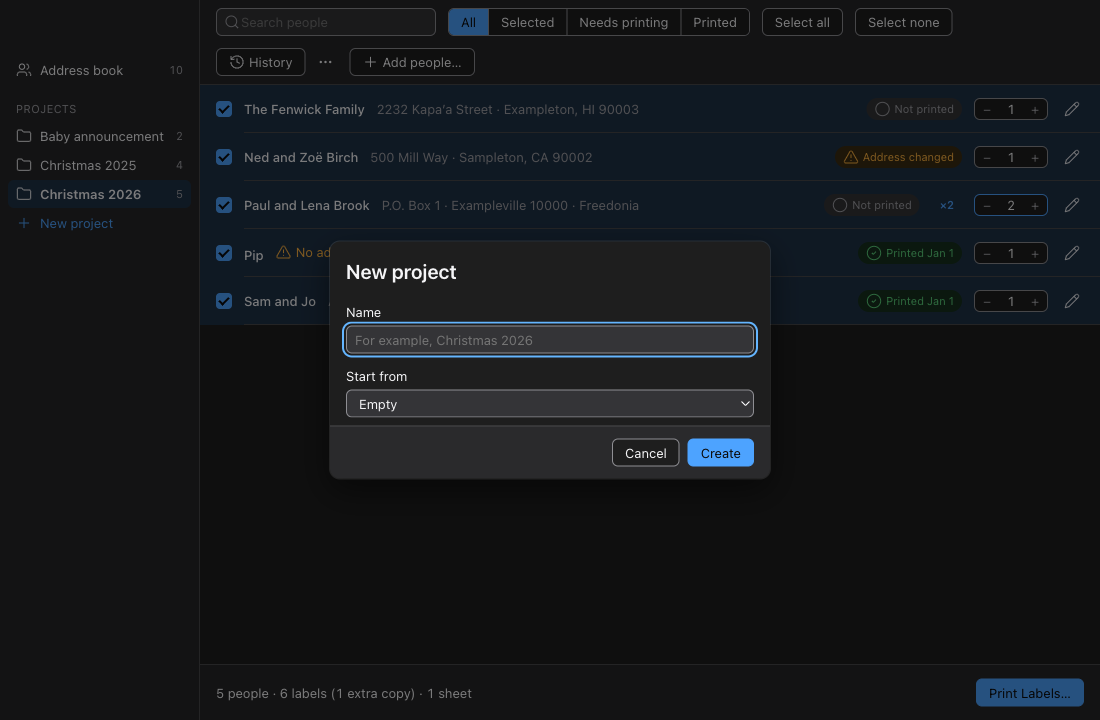 Search people
All
Selected
Needs printing
Printed
Select all
Select none
History
Add people…
Address book 10
PROJECTS
Baby announcement 2
Christmas 2025 4
Christmas 2026 5
New project
The Fenwick Family 2232 Kapaʻa Street · Exampleton, HI 90003 Not printed − 1 +
Ned and Zoë Birch 500 Mill Way · Sampleton, CA 90002 Address changed − 1 +
Paul and Lena Brook P.O. Box 1 · Exampleville 10000 · Freedonia Not printed ×2 − 2 +
Pip No ad Printed Jan 1 − 1 +
Sam and Jo Printed Jan 1 − 1 +
New project
Name
For example, Christmas 2026
Start from
Empty
Cancel
Create
5 people · 6 labels (1 extra copy) · 1 sheet
Print Labels…